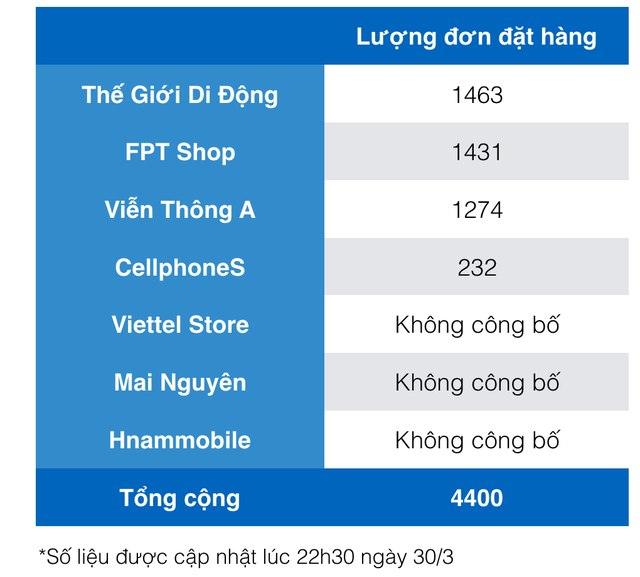 Lượng đơn đặt hàng
Thế Giới Di Động 1463
FPT Shop 1431
Viễn Thông A 1274
CellphoneS 232
Viettel Store Không công bố
Mai Nguyên Không công bố
Hnammobile Không công bố
Tổng cộng 4400
*Số liệu được cập nhật lúc 22h30 ngày 30/3